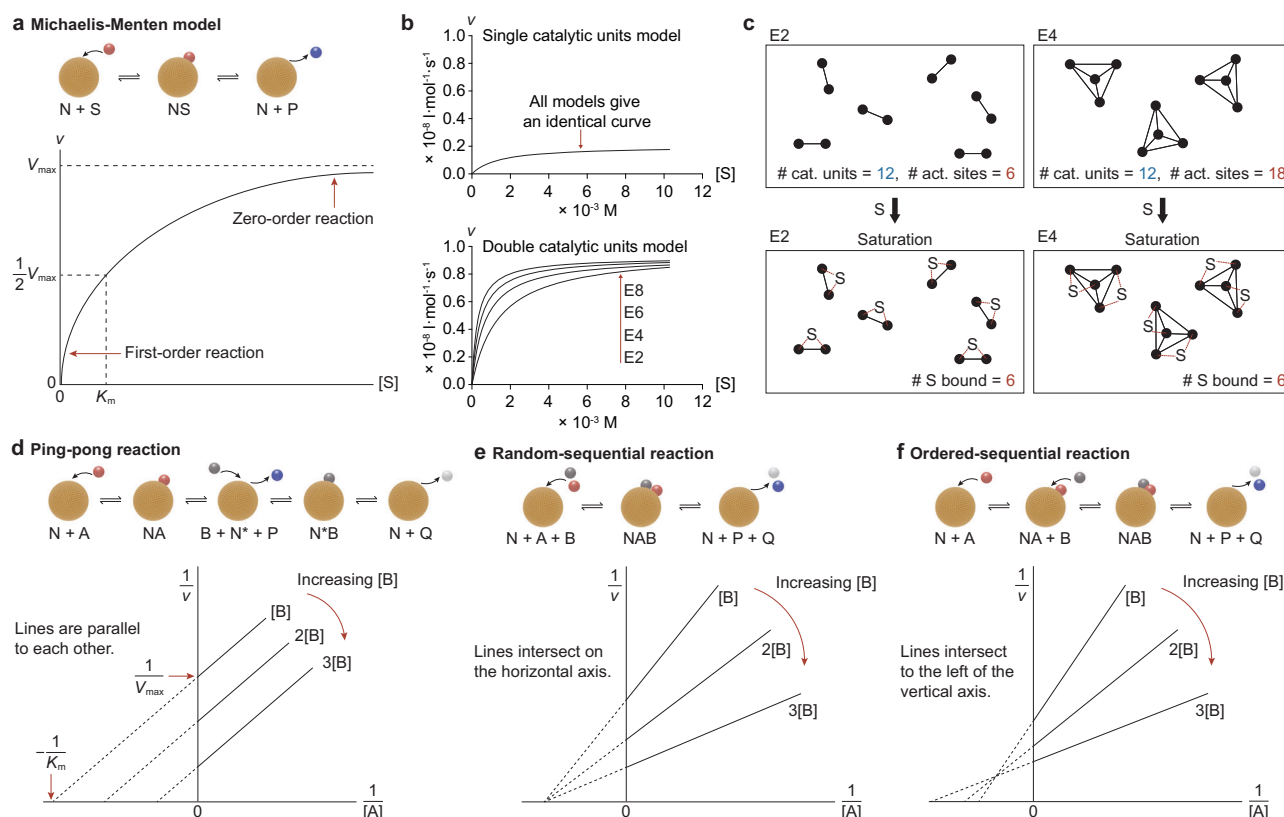 a Michaelis-Menten model
N + S
NS
N + P
v
V max
Zero-order reaction
1/2 V max
First-order reaction
0
0
K m
[S]
b
v
1.0
0.8
0.6
0.4
0.2
0.0
× 10⁻⁸ l·mol⁻¹·s⁻¹
Single catalytic units model
All models give
an identical curve
0 2 4 6 8 10 12
[S]
× 10⁻³ M
v
1.0
0.8
0.6
0.4
0.2
0.0
× 10⁻⁸ l·mol⁻¹·s⁻¹
Double catalytic units model
E8
E6
E4
E2
0 2 4 6 8 10 12
[S]
× 10⁻³ M
c
E2
# cat. units = 12, # act. sites = 6
S
E2
Saturation
S
S
S
S
S
S
# S bound = 6
E4
# cat. units = 12, # act. sites = 18
S
E4
Saturation
S
S
S
S
S
S
# S bound = 6
d Ping-pong reaction
N + A
NA
B + N* + P
N*B
N + Q
1/v
Increasing [B]
[B]
2[B]
3[B]
Lines are parallel
to each other.
1/V max
-1/K m
0
1/[A]
e Random-sequential reaction
N + A + B
NAB
N + P + Q
1/v
Increasing [B]
[B]
2[B]
3[B]
Lines intersect on
the horizontal axis.
0
1/[A]
f Ordered-sequential reaction
N + A
NA + B
NAB
N + P + Q
1/v
Increasing [B]
[B]
2[B]
3[B]
Lines intersect
to the left of the
vertical axis.
0
1/[A]